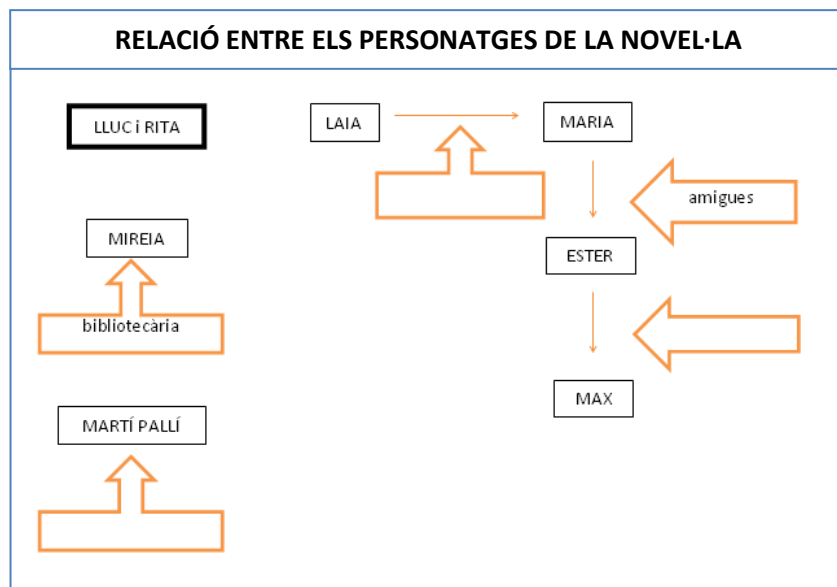 RELACIÓ ENTRE ELS PERSONATGES DE LA NOVEL·LA
LLUC i RITA
LAIA
MARIA
amigues
MIREIA
ESTER
bibliotecària
MAX
MARTÍ PALLÍ